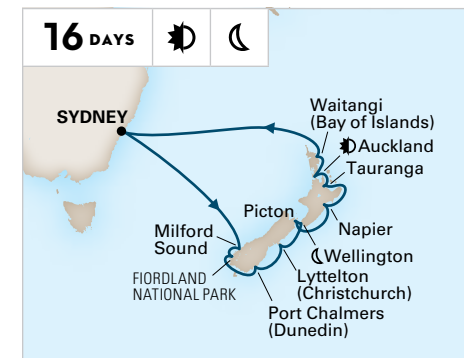 16 DAYS
SYDNEY
Waitangi
(Bay of Islands)
Auckland
Tauranga
Napier
Picton
Wellington
Milford
Sound
FIORDLAND
NATIONAL PARK
Lyttelton
(Christchurch)
Port Chalmers
(Dunedin)